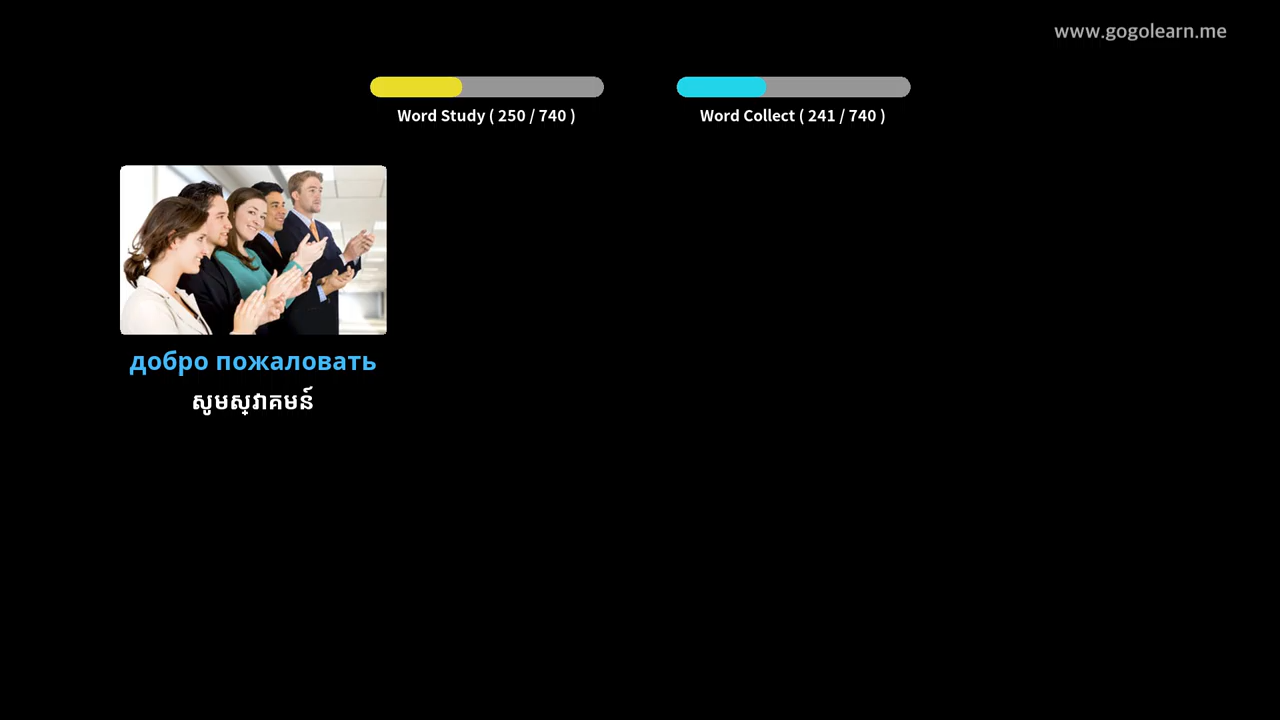 www.gogolearn.me
Word Study ( 250 / 740 )
Word Collect ( 241 / 740 )
добро пожаловать
សូមស្វាគមន៍